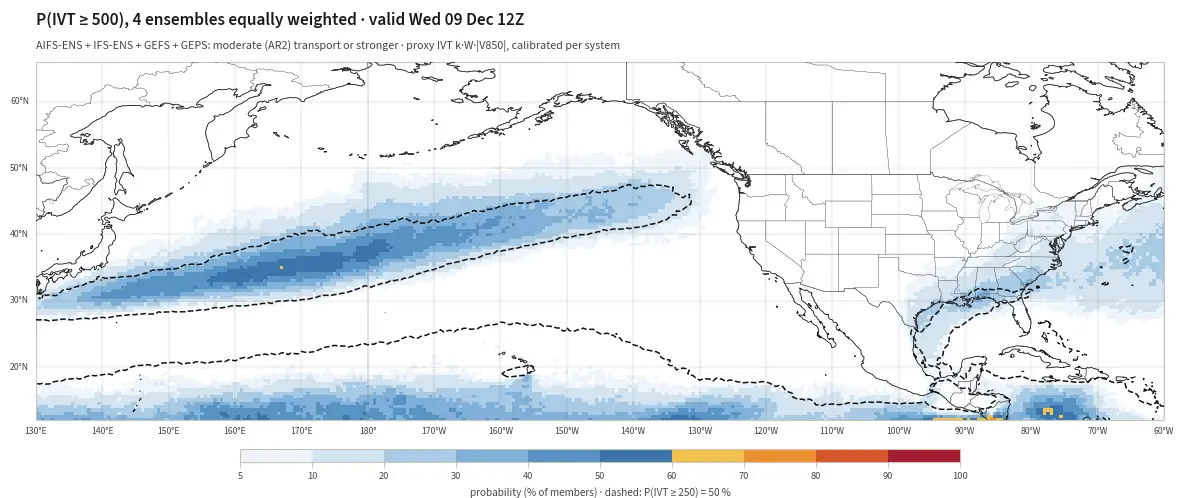 P(IVT ≥ 500), 4 ensembles equally weighted · valid Wed 09 Dec 12Z
AIFS-ENS + IFS-ENS + GEFS + GEPS: moderate (AR2) transport or stronger · proxy IVT k·W·|V850|, calibrated per system
60°N
50°N
40°N
30°N
20°N
130°E 140°E 150°E 160°E 170°E 180° 170°W 160°W 150°W 140°W 130°W 120°W 110°W 100°W 90°W 80°W 70°W 60°W
5 10 20 30 40 50 60 70 80 90 100
probability (% of members) · dashed: P(IVT ≥ 250) = 50 %